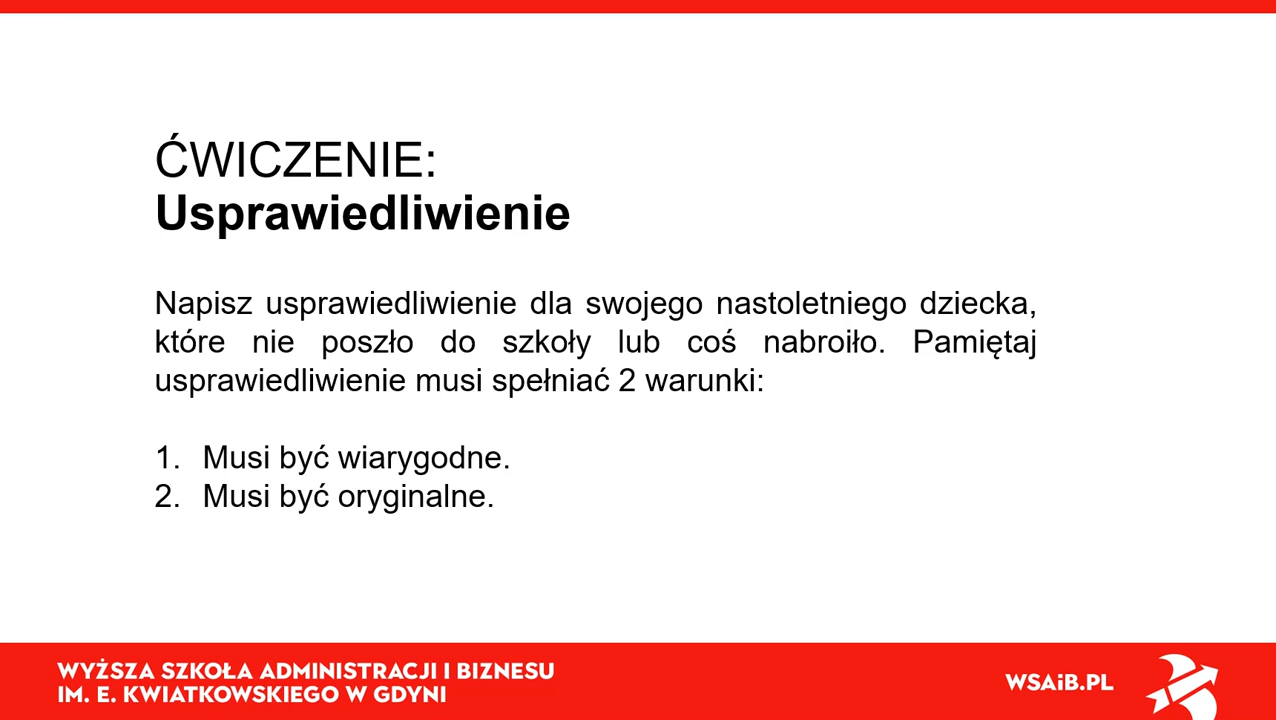 ĆWICZENIE:
Usprawiedliwienie
Napisz usprawiedliwienie dla swojego nastoletniego dziecka,
które nie poszło do szkoły lub coś nabroiło. Pamiętaj
usprawiedliwienie musi spełniać 2 warunki:
1. Musi być wiarygodne.
2. Musi być oryginalne.
WYŻSZA SZKOŁA ADMINISTRACJI I BIZNESU
IM. E. KWIATKOWSKIEGO W GDYNI
WSAiB.PL